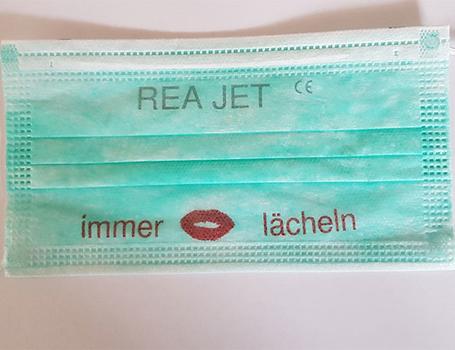 REA JET CE
immer lächeln